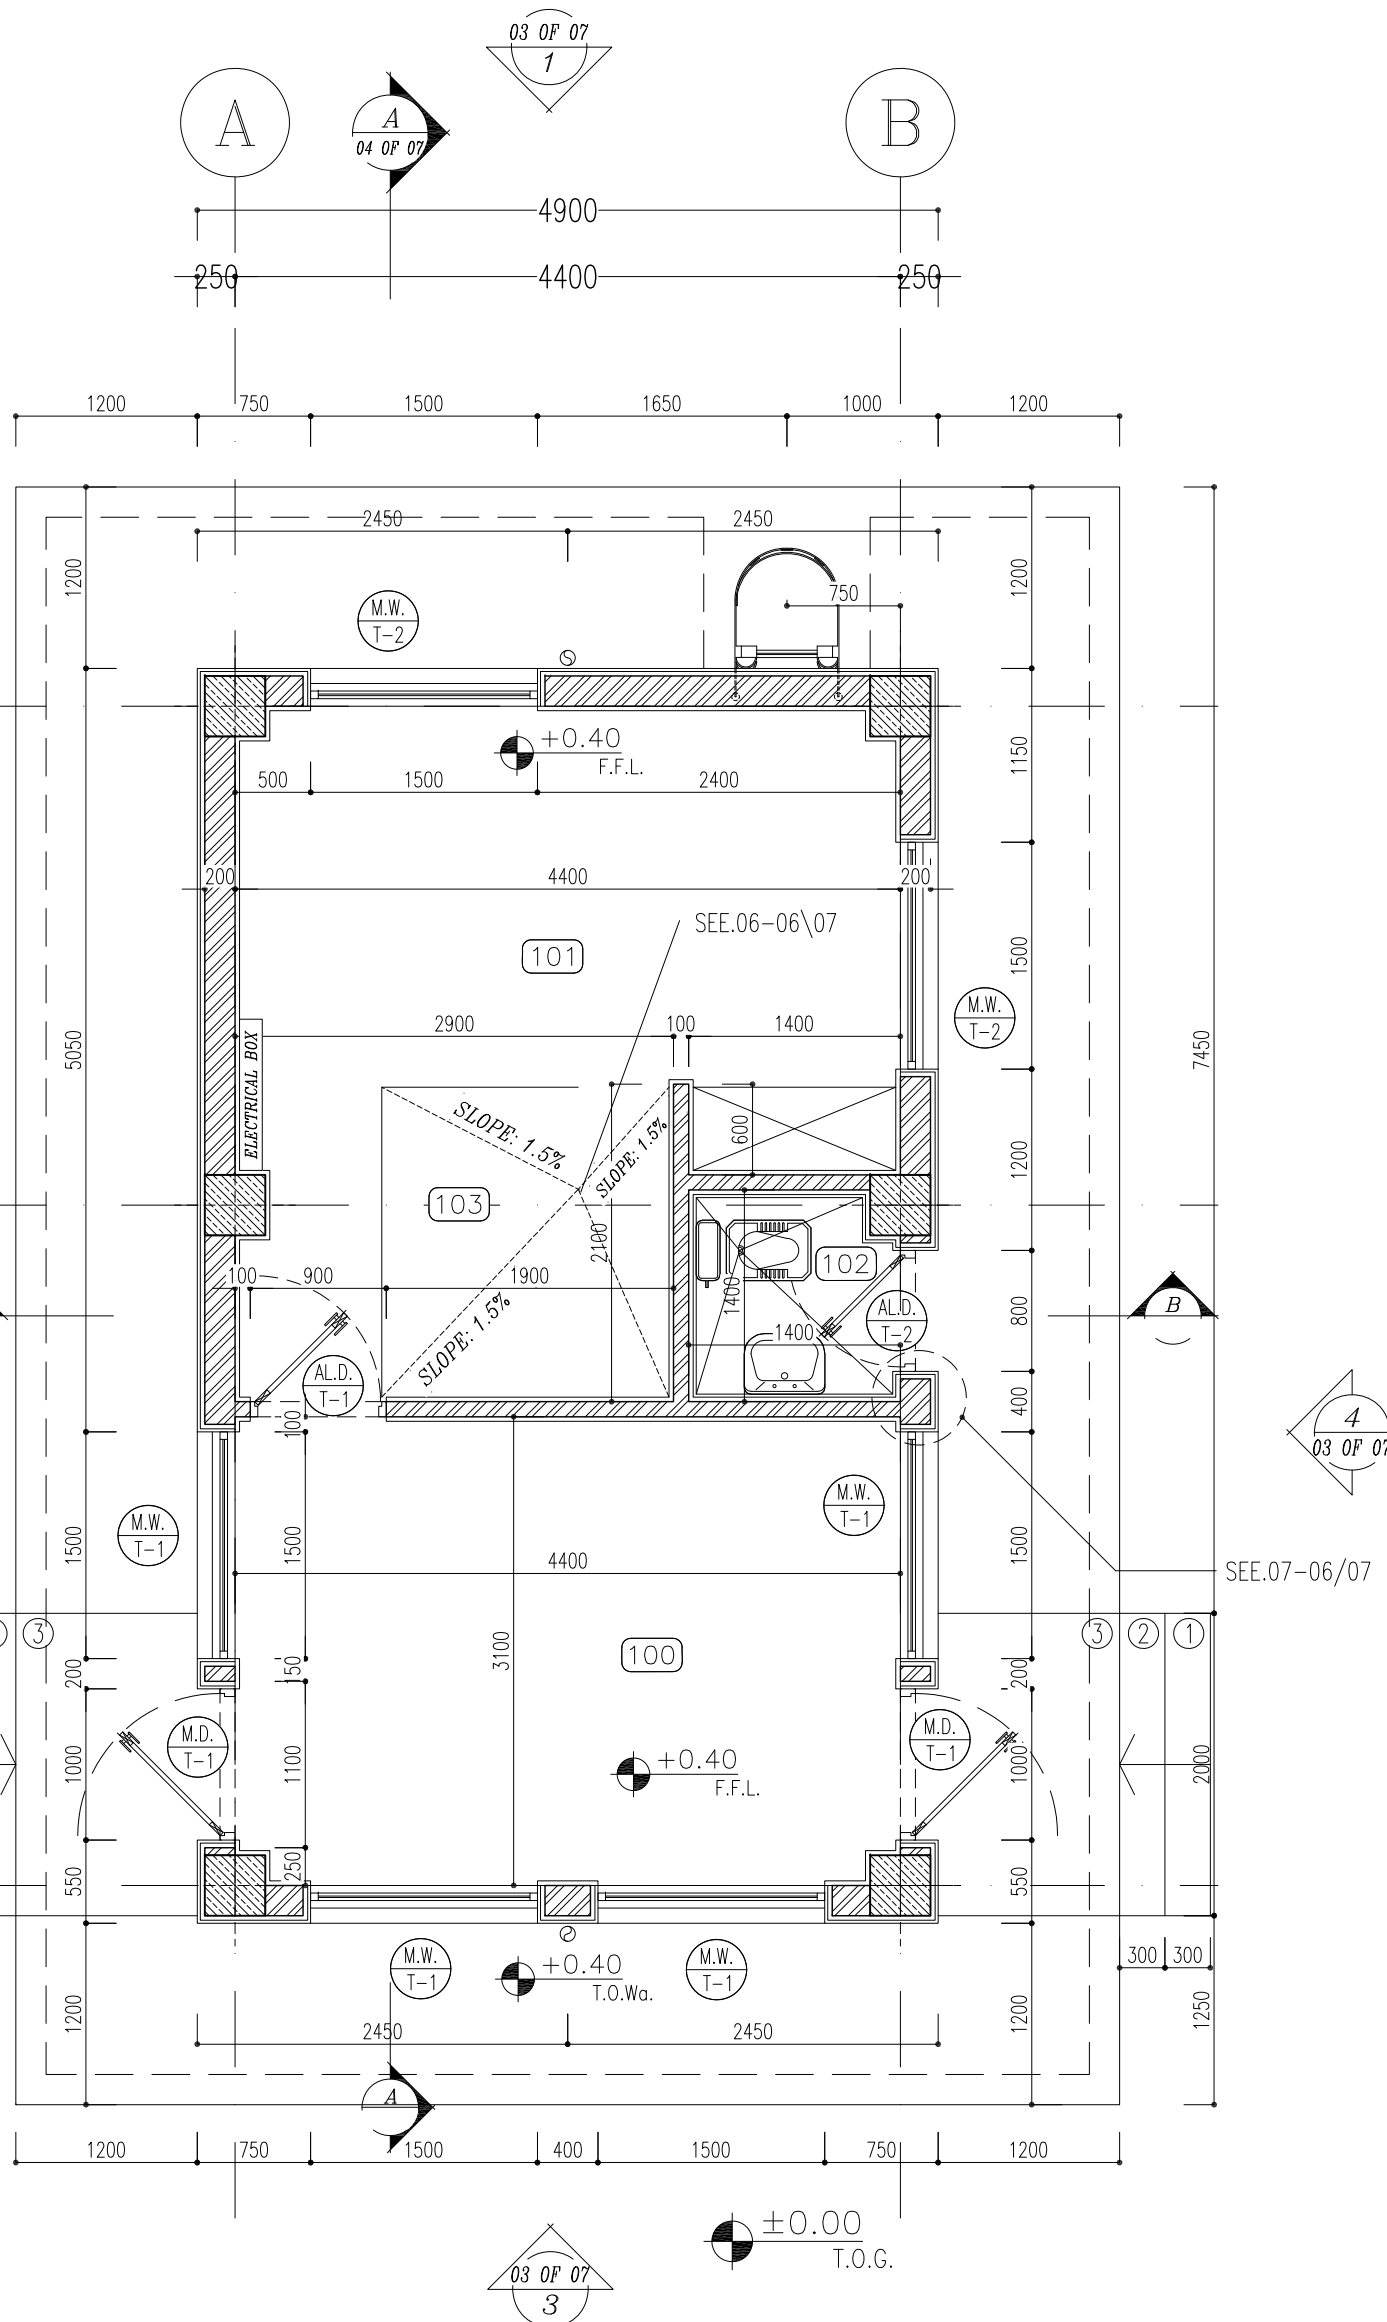 03 OF 07
1
A
A
04 OF 07
B
4900
250
4400
250
1200
750
1500
1650
1000
1200
2450
2450
1200
1200
750
M.W.
T-2
+0.40
F.F.L.
500
1500
2400
1150
200
4400
200
SEE.06-06\07
101
1500
M.W.
T-2
2900
100
1400
5050
7450
ELECTRICAL BOX
SLOPE: 1.5%
SLOPE: 1.5%
600
1200
103
2100
102
100
900
1900
1400
800
B
SLOPE: 1.5%
AL.D.
T-2
1400
AL.D.
T-1
100
400
4
03 OF 07
M.W.
T-1
M.W.
T-1
1500
1500
1500
4400
SEE.07-06/07
3
3
2
1
3100
100
200
150
200
M.D.
T-1
M.D.
T-1
1000
1100
1000
2000
+0.40
F.F.L.
550
250
550
M.W.
T-1
+0.40
T.O.Wa.
M.W.
T-1
300
300
1200
1200
1250
2450
2450
A
1200
750
1500
400
1500
750
1200
±0.00
T.O.G.
03 OF 07
3